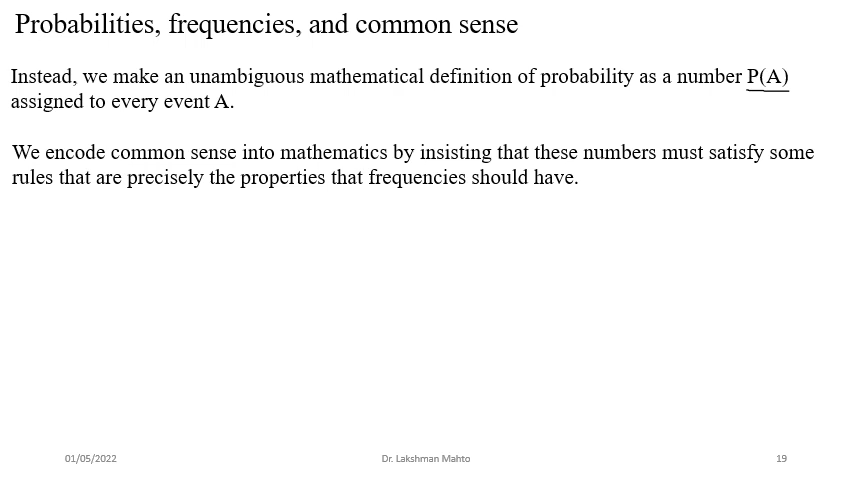 Probabilities, frequencies, and common sense
Instead, we make an unambiguous mathematical definition of probability as a number P(A)
assigned to every event A.
We encode common sense into mathematics by insisting that these numbers must satisfy some
rules that are precisely the properties that frequencies should have.
01/05/2022
Dr. Lakshman Mahto
19